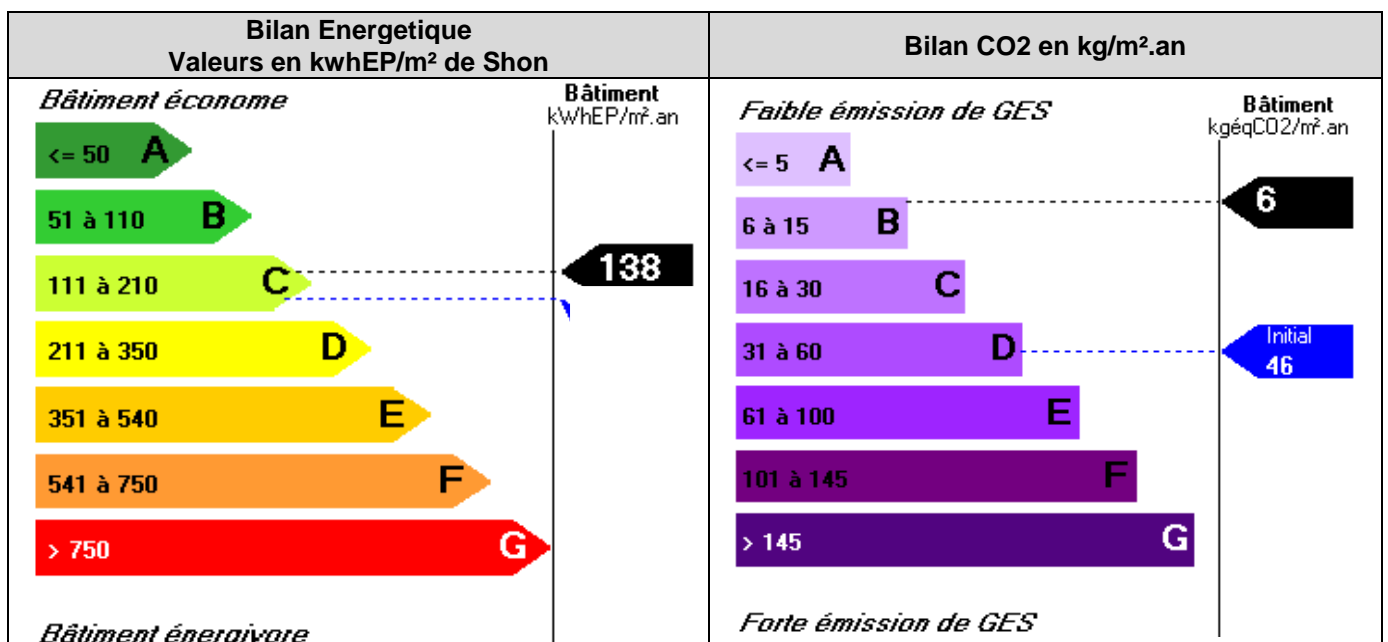 Bilan Energetique
Valeurs en kwhEP/m² de Shon
Bâtiment économe
Bâtiment
kWhEP/m².an
<= 50 A
51 à 110 B
138
111 à 210 C
211 à 350 D
351 à 540 E
541 à 750 F
> 750 G
Bâtiment énergivore
Bilan CO2 en kg/m².an
Faible émission de GES
Bâtiment
kgéqCO2/m².an
<= 5 A
6
6 à 15 B
16 à 30 C
Initial
31 à 60 D
46
61 à 100 E
101 à 145 F
> 145 G
Forte émission de GES